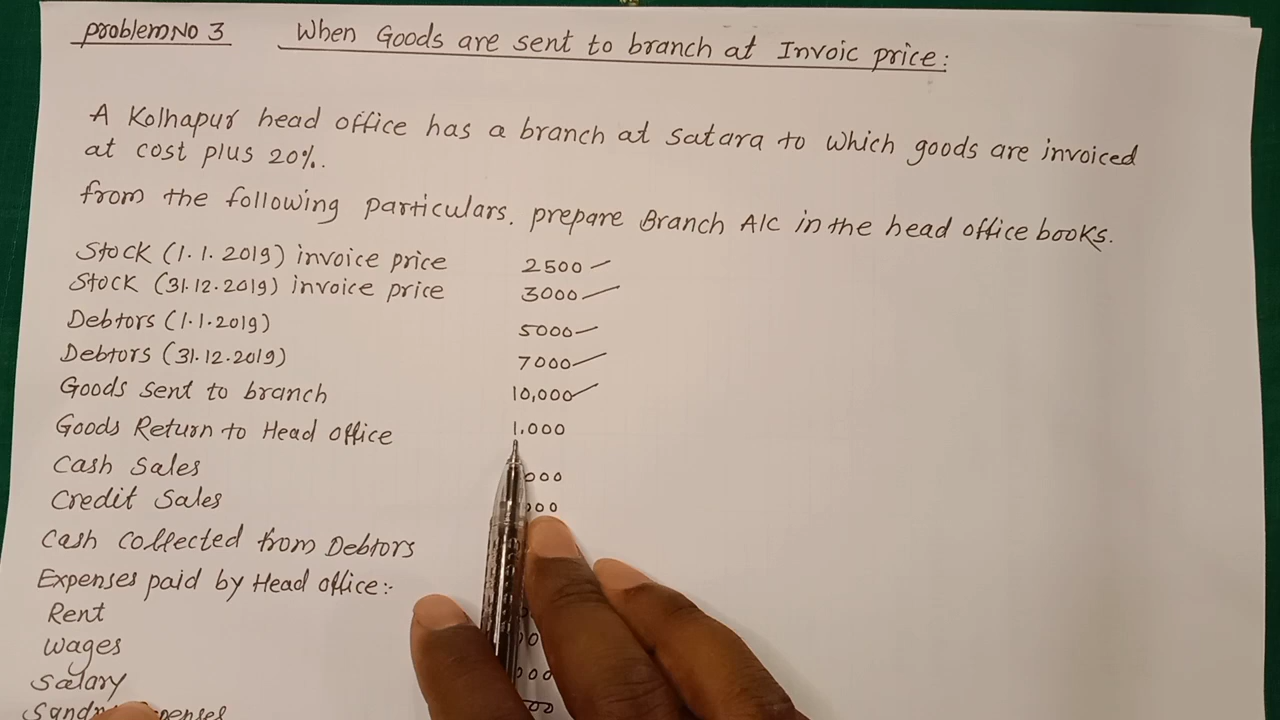 Problem No 3 When Goods are sent to branch at Invoic price:
A Kolhapur head office has a branch at Satara to which goods are invoiced
at cost plus 20%.
from the following particulars. prepare Branch A/C in the head office books.
Stock (1.1.2019) invoice price 2500
Stock (31.12.2019) invoice price 3000
Debtors (1.1.2019) 5000
Debtors (31.12.2019) 7000
Goods sent to branch 10,000
Goods Return to Head office 1.000
Cash Sales
Credit Sales
Cash Collected from Debtors
Expenses paid by Head office:-
Rent
Wages
Salary